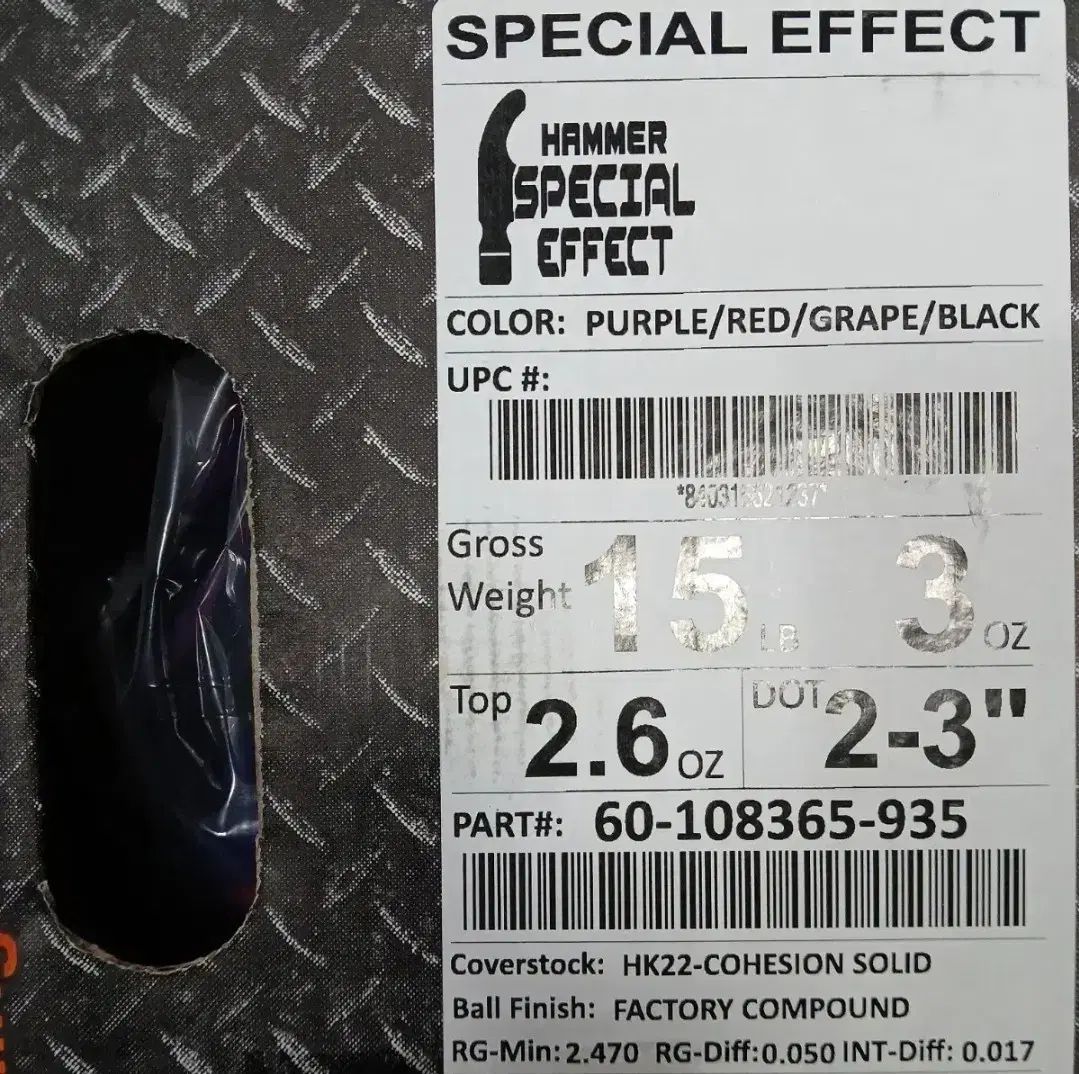 SPECIAL EFFECT
HAMMER
SPECIAL
EFFECT
COLOR: PURPLE/RED/GRAPE/BLACK
UPC #:
Gross
Weight 15 LB 3 OZ
Top 2.6 OZ DOT 2-3"
PART#: 60-108365-935
Coverstock: HK22-COHESION SOLID
Ball Finish: FACTORY COMPOUND
RG-Min: 2.470 RG-Diff: 0.050 INT-Diff: 0.017